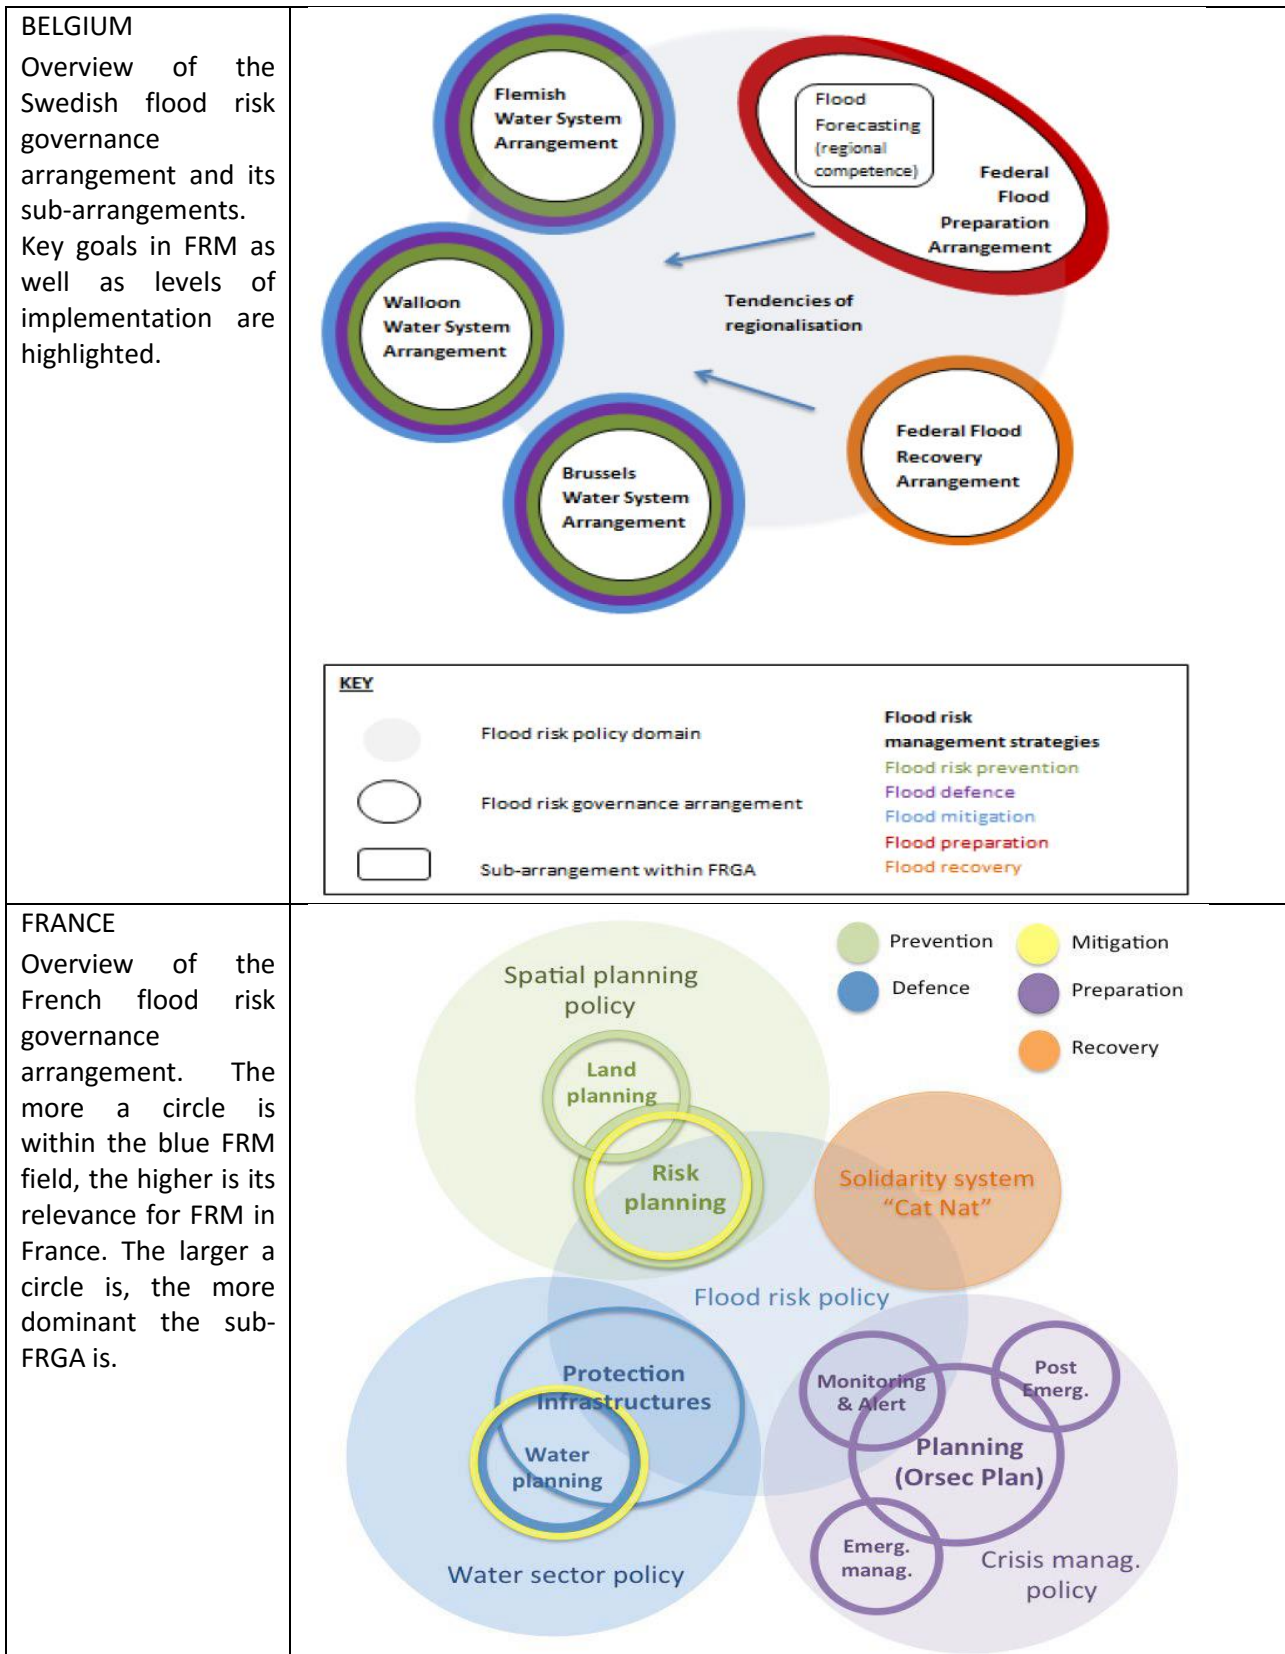 BELGIUM
Overview of the
Swedish flood risk
governance
arrangement and its
sub-arrangements.
Key goals in FRM as
well as levels of
implementation are
highlighted.
Flemish
Water System
Arrangement
Flood
Forecasting
(regional
competence)
Federal
Flood
Preparation
Arrangement
Walloon
Water System
Arrangement
Tendencies of
regionalisation
Federal Flood
Recovery
Arrangement
Brussels
Water System
Arrangement
KEY
Flood risk policy domain
Flood risk governance arrangement
Sub-arrangement within FRGA
Flood risk
management strategies
Flood risk prevention
Flood defence
Flood mitigation
Flood preparation
Flood recovery
FRANCE
Overview of the
French flood risk
governance
arrangement. The
more a circle is
within the blue FRM
field, the higher is its
relevance for FRM in
France. The larger a
circle is, the more
dominant the sub-
FRGA is.
Prevention
Mitigation
Defence
Preparation
Recovery
Spatial planning
policy
Land
planning
Risk
planning
Solidarity system
"Cat Nat"
Flood risk policy
Protection
Infrastructures
Water
planning
Water sector policy
Monitoring
& Alert
Post
Emerg.
Planning
(Orsec Plan)
Emerg.
manag.
Crisis manag.
policy